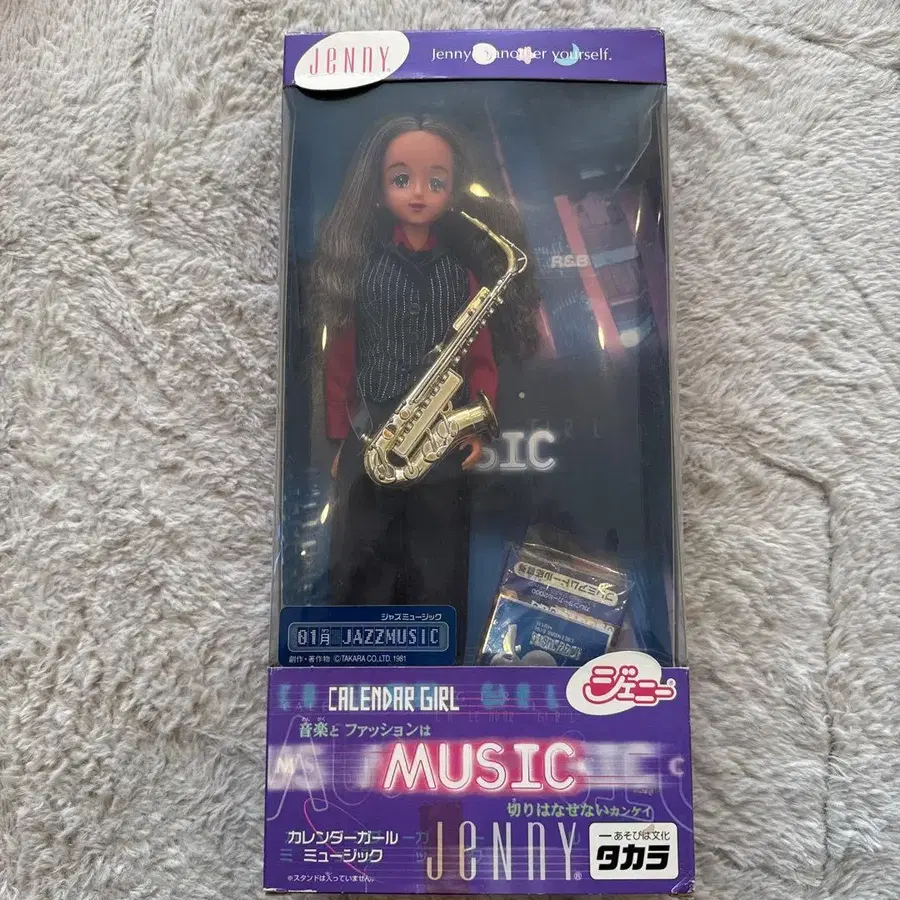 JENNY®
Jenny is another yourself.
R&B
SIC
ジャズミュージック
01月 JAZZMUSIC
創作・著作物 ©TAKARA CO.,LTD. 1981
CALENDAR GIRL
ジェニー®
音楽と ファッションは
おん がく
MUSIC
切りはなせないカンケイ
カレンダーガール
ミュージック
JENNY®
あそびは文化
タカラ
※スタンドは入っていません。